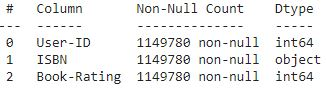 #   Column       Non-Null Count    Dtype
---  ------       --------------    -----
0   User-ID      1149780 non-null  int64
1   ISBN         1149780 non-null  object
2   Book-Rating  1149780 non-null  int64